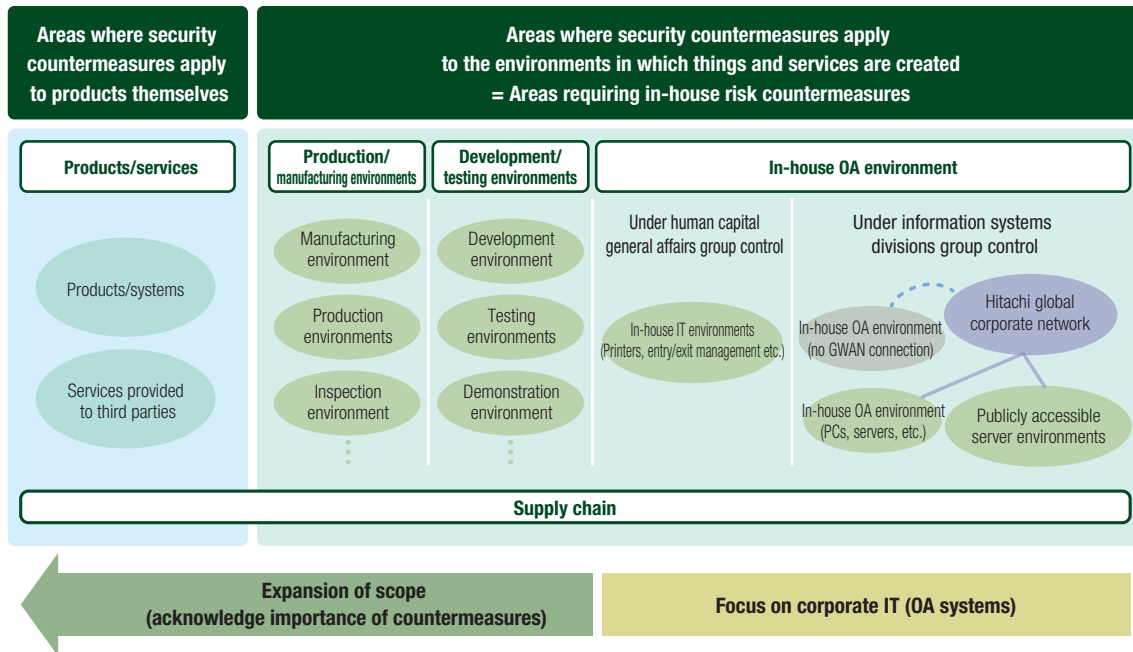 Areas where security
countermeasures apply
to products themselves
Areas where security countermeasures apply
to the environments in which things and services are created
= Areas requiring in-house risk countermeasures
Products/services
Production/
manufacturing environments
Development/
testing environments
In-house OA environment
Products/systems
Services provided
to third parties
Manufacturing
environment
Production
environments
Inspection
environment
Development
environment
Testing
environments
Demonstration
environment
Under human capital
general affairs group control
In-house IT environments
(Printers, entry/exit management etc.)
Under information systems
divisions group control
In-house OA environment
(no GWAN connection)
Hitachi global
corporate network
In-house OA environment
(PCs, servers, etc.)
Publicly accessible
server environments
Supply chain
Expansion of scope
(acknowledge importance of countermeasures)
Focus on corporate IT (OA systems)